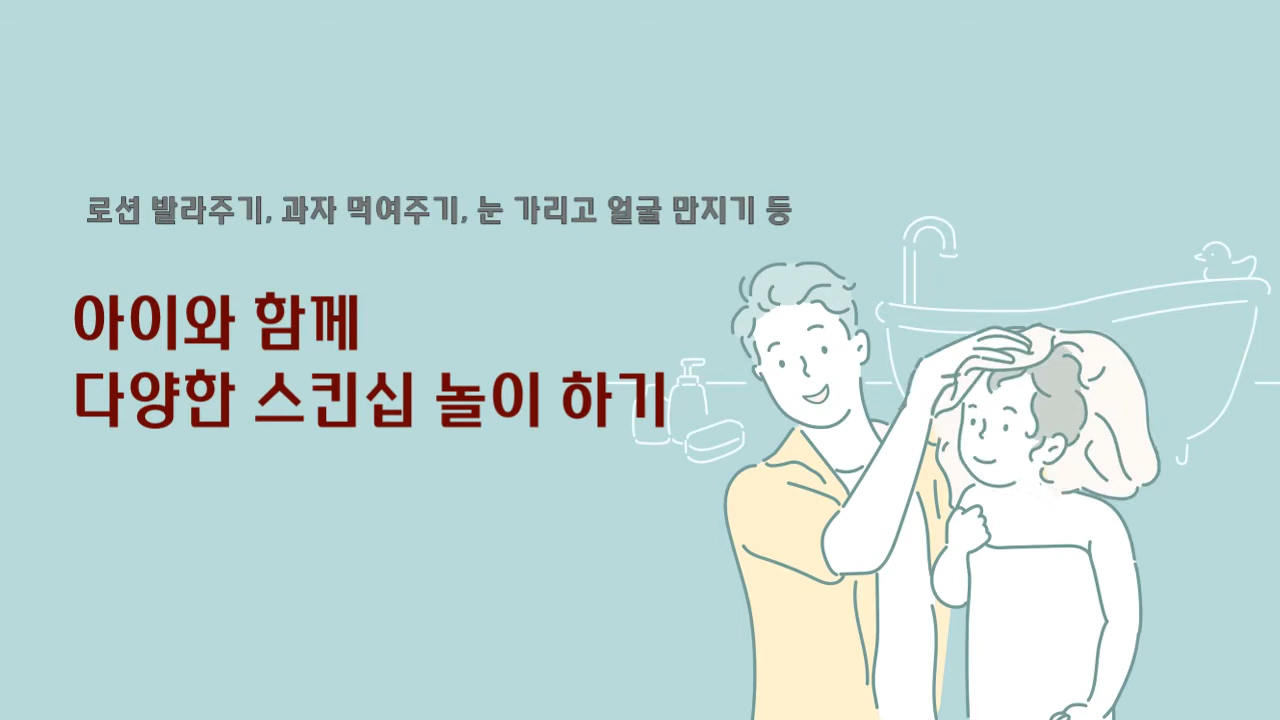 로션 발라주기, 과자 먹여주기, 눈 가리고 얼굴 만지기 등
아이와 함께
다양한 스킨십 놀이 하기